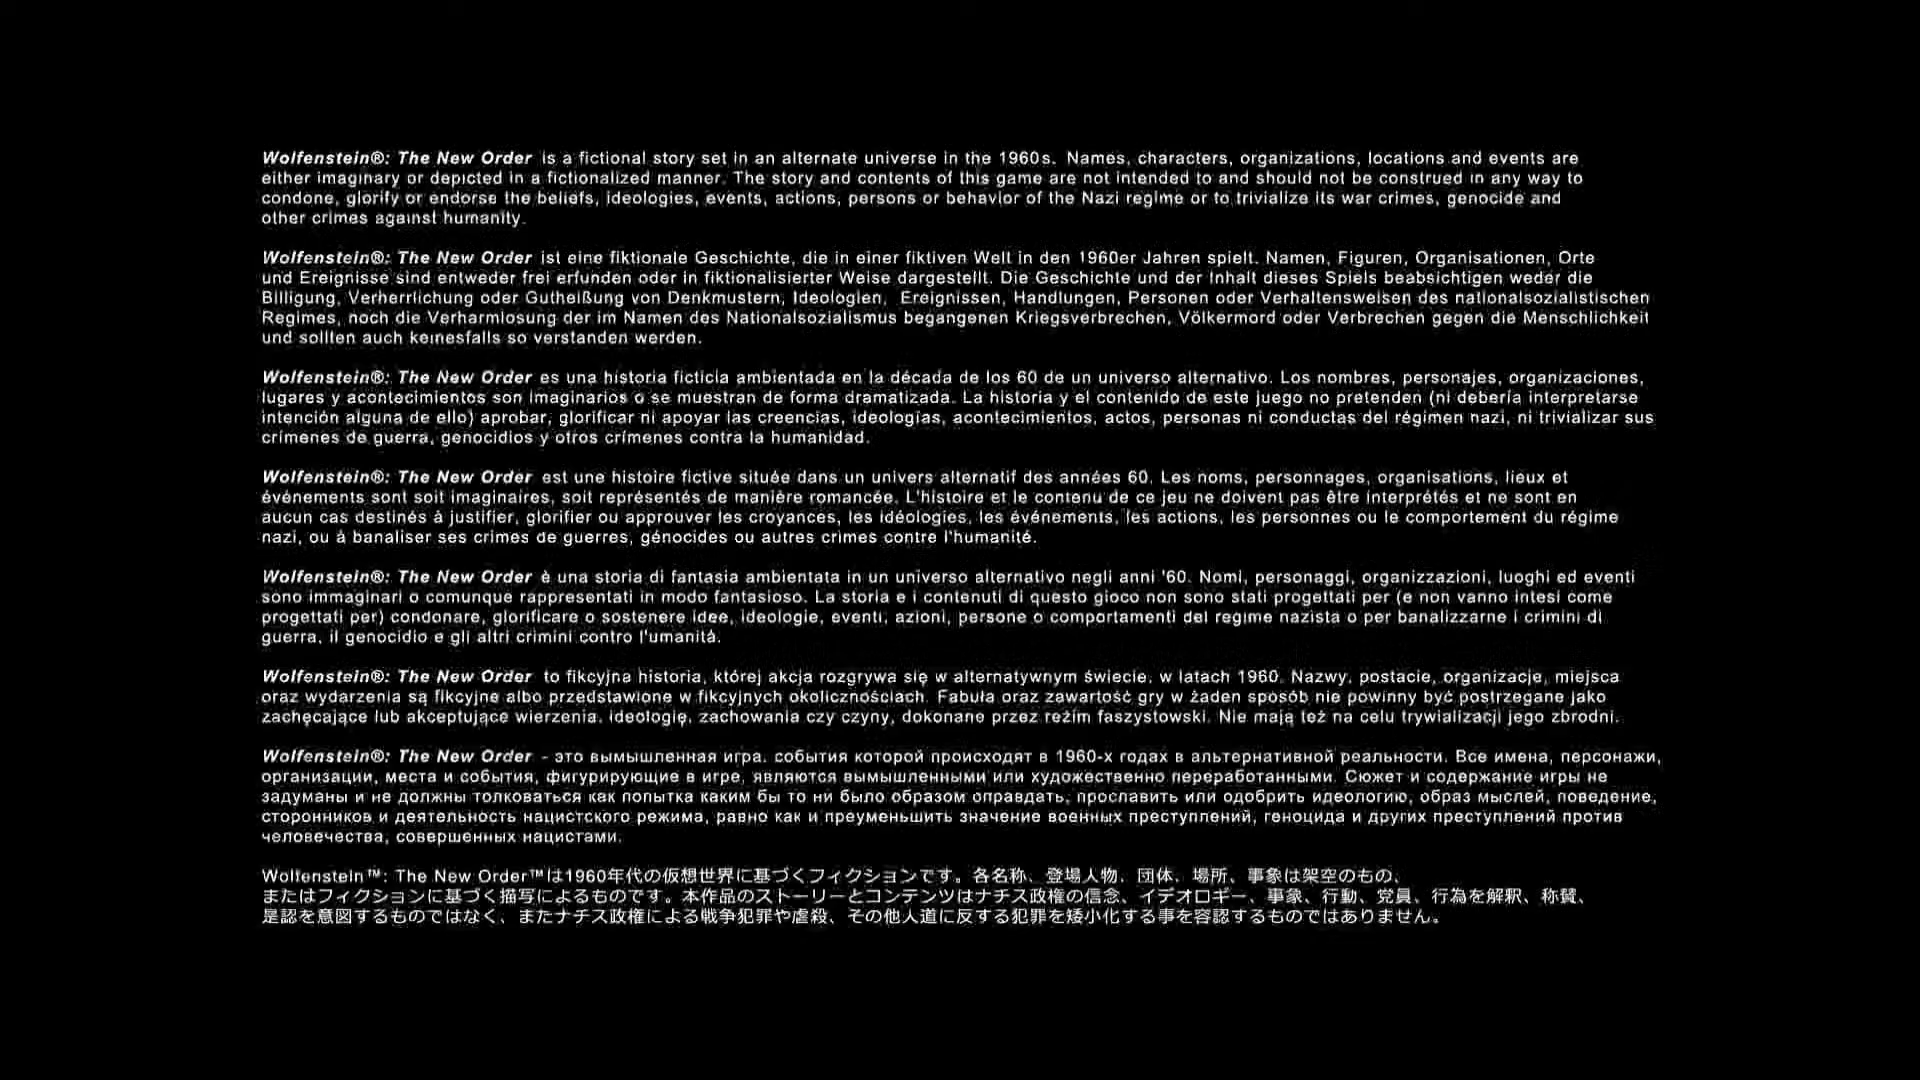 Wolfenstein®: The New Order is a fictional story set in an alternate universe in the 1960s. Names, characters, organizations, locations and events are
either imaginary or depicted in a fictionalized manner. The story and contents of this game are not intended to and should not be construed in any way to
condone, glorify or endorse the beliefs, ideologies, events, actions, persons or behavior of the Nazi regime or to trivialize its war crimes, genocide and
other crimes against humanity.
Wolfenstein®: The New Order ist eine fiktionale Geschichte, die in einer fiktiven Welt in den 1960er Jahren spielt. Namen, Figuren, Organisationen, Orte
und Ereignisse sind entweder frei erfunden oder in fiktionalisierter Weise dargestellt. Die Geschichte und der Inhalt dieses Spiels beabsichtigen weder die
Billigung, Verherrlichung oder Gutheißung von Denkmustern, Ideologien, Ereignissen, Handlungen, Personen oder Verhaltensweisen des nationalsozialistischen
Regimes, noch die Verharmlosung der im Namen des Nationalsozialismus begangenen Kriegsverbrechen, Völkermord oder Verbrechen gegen die Menschlichkeit
und sollten auch keinesfalls so verstanden werden.
Wolfenstein®: The New Order es una historia ficticia ambientada en la década de los 60 de un universo alternativo. Los nombres, personajes, organizaciones,
lugares y acontecimientos son imaginarios o se muestran de forma dramatizada. La historia y el contenido de este juego no pretenden (ni debería interpretarse
intención alguna de ello) aprobar, glorificar ni apoyar las creencias, ideologías, acontecimientos, actos, personas ni conductas del régimen nazi, ni trivializar sus
crímenes de guerra, genocidios y otros crímenes contra la humanidad.
Wolfenstein®: The New Order est une histoire fictive située dans un univers alternatif des années 60. Les noms, personnages, organisations, lieux et
événements sont soit imaginaires, soit représentés de manière romancée. L'histoire et le contenu de ce jeu ne doivent pas être interprétés et ne sont en
aucun cas destinés à justifier, glorifier ou approuver les croyances, les idéologies, les événements, les actions, les personnes ou le comportement du régime
nazi, ou à banaliser ses crimes de guerres, génocides ou autres crimes contre l'humanité.
Wolfenstein®: The New Order è una storia di fantasia ambientata in un universo alternativo negli anni '60. Nomi, personaggi, organizzazioni, luoghi ed eventi
sono immaginari o comunque rappresentati in modo fantasioso. La storia e i contenuti di questo gioco non sono stati progettati per (e non vanno intesi come
progettati per) condonare, glorificare o sostenere idee, ideologie, eventi, azioni, persone o comportamenti del regime nazista o per banalizzarne i crimini di
guerra, il genocidio e gli altri crimini contro l'umanità.
Wolfenstein®: The New Order to fikcyjna historia, której akcja rozgrywa się w alternatywnym świecie, w latach 1960. Nazwy, postacie, organizacje, miejsca
oraz wydarzenia są fikcyjne albo przedstawione w fikcyjnych okolicznościach. Fabuła oraz zawartość gry w żaden sposób nie powinny być postrzegane jako
zachęcające lub akceptujące wierzenia, ideologię, zachowania czy czyny, dokonane przez reżim faszystowski. Nie mają też na celu trywializacji jego zbrodni.
Wolfenstein®: The New Order - это вымышленная игра, события которой происходят в 1960-х годах в альтернативной реальности. Все имена, персонажи,
организации, места и события, фигурирующие в игре, являются вымышленными или художественно переработанными. Сюжет и содержание игры не
задуманы и не должны толковаться как попытка каким бы то ни было образом оправдать, прославить или одобрить идеологию, образ мыслей, поведение,
сторонников и деятельность нацистского режима, равно как и преуменьшить значение военных преступлений, геноцида и других преступлений против
человечества, совершенных нацистами.
Wolfenstein™: The New Order™は1960年代の仮想世界に基づくフィクションです。各名称、登場人物、団体、場所、事象は架空のもの、
またはフィクションに基づく描写によるものです。本作品のストーリーとコンテンツはナチス政権の信念、イデオロギー、事象、行動、党員、行為を解釈、称賛、
是認を意図するものではなく、またナチス政権による戦争犯罪や虐殺、その他人道に反する犯罪を矮小化する事を容認するものではありません。